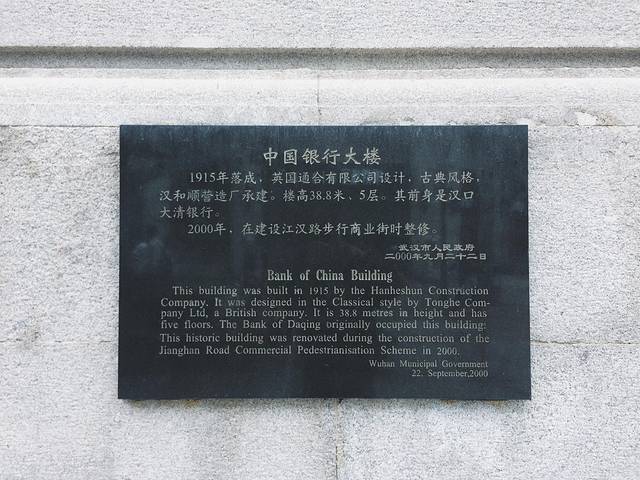 中国银行大楼
1915年落成，英国通合有限公司设计，古典风格，
汉和顺营造厂承建。楼高38.8米、5层。其前身是汉口
大清银行。
2000年，在建设江汉路步行商业街时整修。
武汉市人民政府
二000年九月二十二日
Bank of China Building
This building was built in 1915 by the Hanheshun Construction
Company. It was designed in the Classical style by Tonghe Com-
pany Ltd, a British company. It is 38.8 metres in height and has
five floors. The Bank of Daqing originally occupied this building:
This historic building was renovated during the construction of the
Jianghan Road Commercial Pedestrianisation Scheme in 2000.
Wuhan Municipal Government
22. September,2000